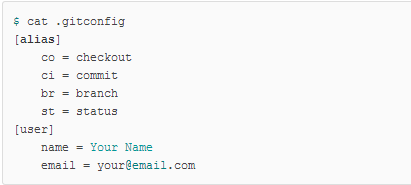 $ cat .gitconfig
[alias]
    co = checkout
    ci = commit
    br = branch
    st = status
[user]
    name = Your Name
    email = your@email.com